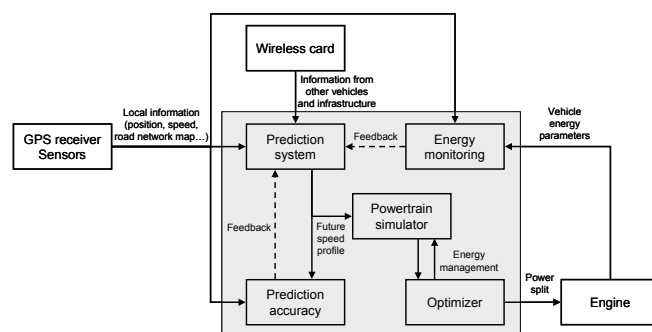 Wireless card
Information from
other vehicles
and infrastructure
Local information
(position, speed,
road network map…)
GPS receiver
Sensors
Prediction
system
Feedback
Energy
monitoring
Vehicle
energy
parameters
Feedback
Future
speed
profile
Powertrain
simulator
Energy
management
Prediction
accuracy
Optimizer
Power
split
Engine